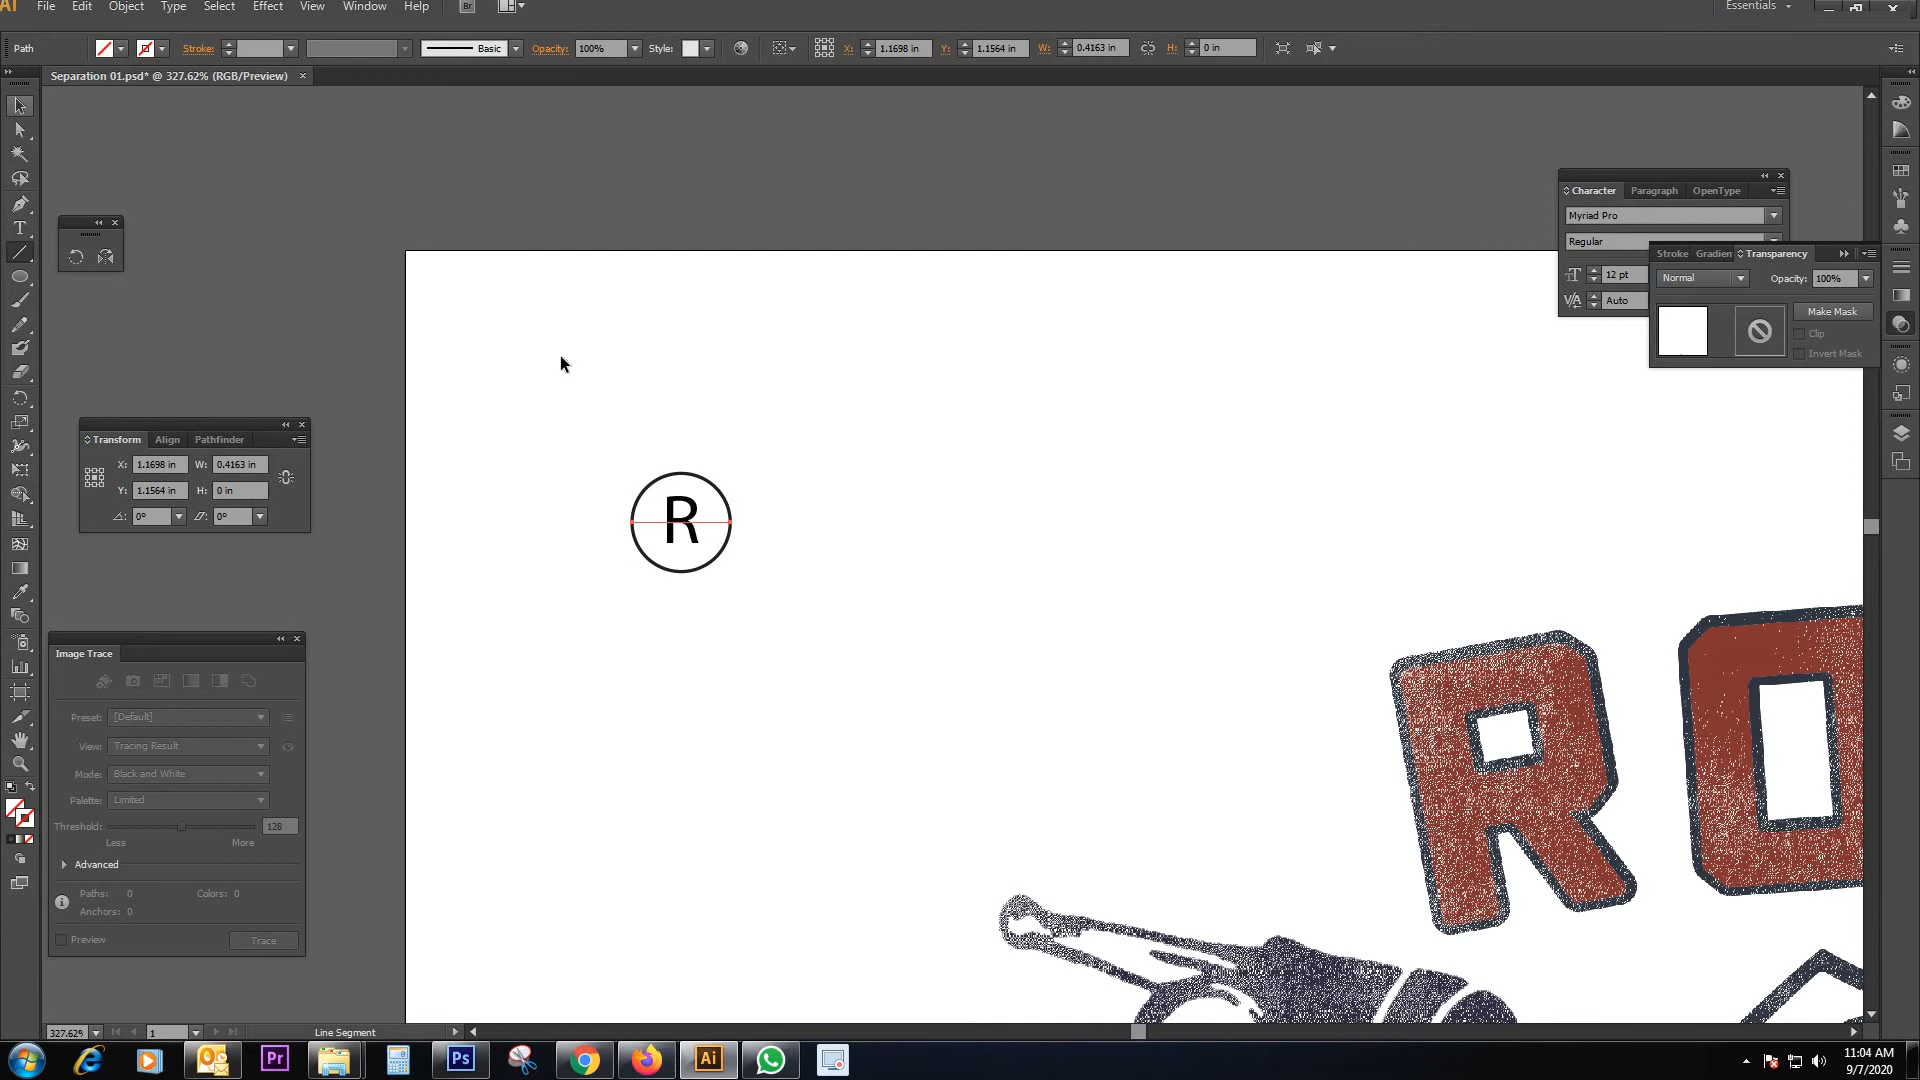 Ai File Edit Object Type Select Effect View Window Help Br Essentials
Path Stroke: Basic Opacity: 100% Style: X: 1.1698 in Y: 1.1564 in W: 0.4163 in H: 0 in
Separation 01.psd* @ 327.62% (RGB/Preview)
Character Paragraph OpenType
Myriad Pro
Regular
12 pt
Auto
Stroke Gradien Transparency
Normal Opacity: 100%
Make Mask
Clip
Invert Mask
Transform Align Pathfinder
X: 1.1698 in W: 0.4163 in
Y: 1.1564 in H: 0 in
0° 0°
R
R O
Image Trace
Preset: [Default]
View: Tracing Result
Mode: Black and White
Palette: Limited
Threshold: 128
Less More
Advanced
Paths: 0 Colors: 0
Anchors: 0
Preview Trace
327.62% 1 Line Segment
Pr Ps Ai
11:04 AM
9/7/2020